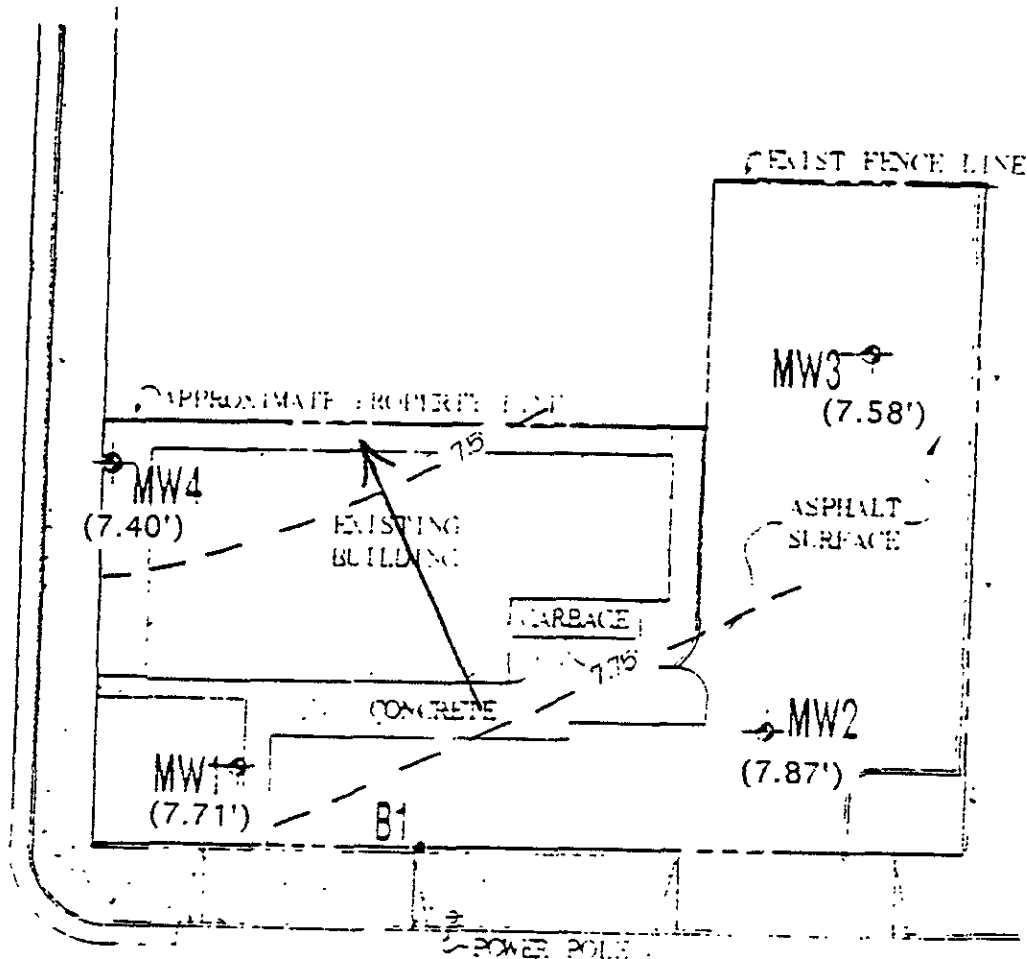 EXIST FENCE LINE
MW3
(7.58')
APPROXIMATE PROPERTY LINE
7.5
MW4
(7.40')
EXISTING
BUILDING
ASPHALT
SURFACE
GARBAGE
7.75
CONCRETE
MW2
(7.87')
MW1
(7.71')
B1
POWER POLE